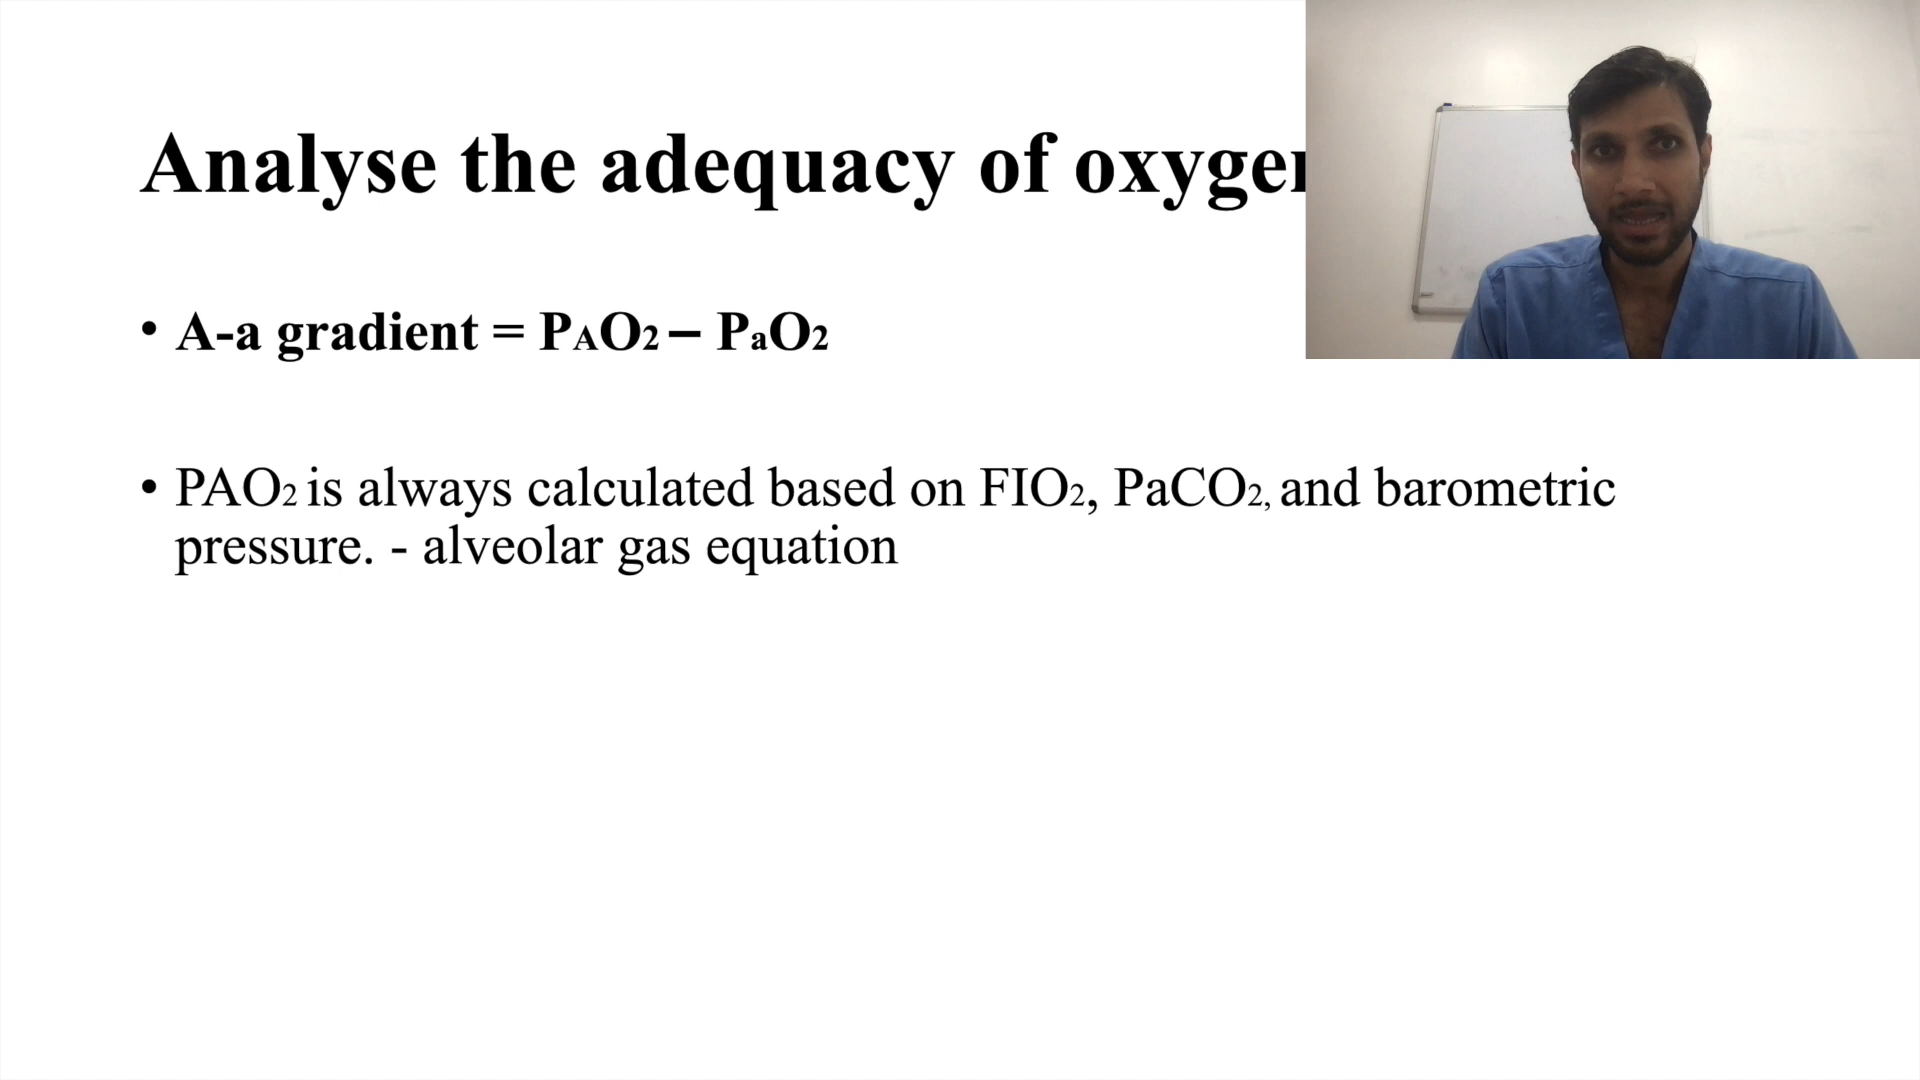 Analyse the adequacy of
• A-a gradient = PAO2 – PaO2
• PAO2 is always calculated based on FIO2, PaCO2, and barometric
pressure. - alveolar gas equation